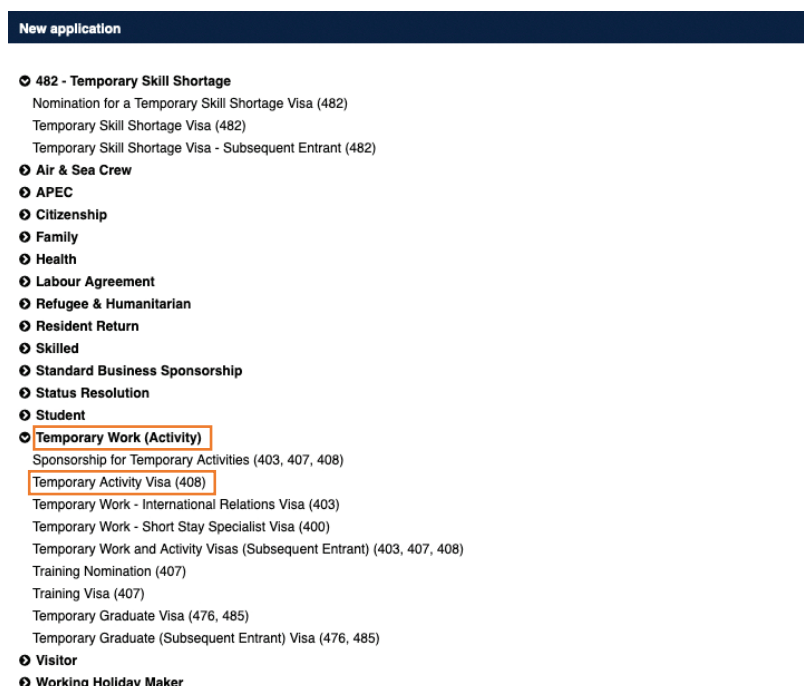 New application
482 - Temporary Skill Shortage
Nomination for a Temporary Skill Shortage Visa (482)
Temporary Skill Shortage Visa (482)
Temporary Skill Shortage Visa - Subsequent Entrant (482)
Air & Sea Crew
APEC
Citizenship
Family
Health
Labour Agreement
Refugee & Humanitarian
Resident Return
Skilled
Standard Business Sponsorship
Status Resolution
Student
Temporary Work (Activity)
Sponsorship for Temporary Activities (403, 407, 408)
Temporary Activity Visa (408)
Temporary Work - International Relations Visa (403)
Temporary Work - Short Stay Specialist Visa (400)
Temporary Work and Activity Visas (Subsequent Entrant) (403, 407, 408)
Training Nomination (407)
Training Visa (407)
Temporary Graduate Visa (476, 485)
Temporary Graduate (Subsequent Entrant) Visa (476, 485)
Visitor
Working Holiday Maker